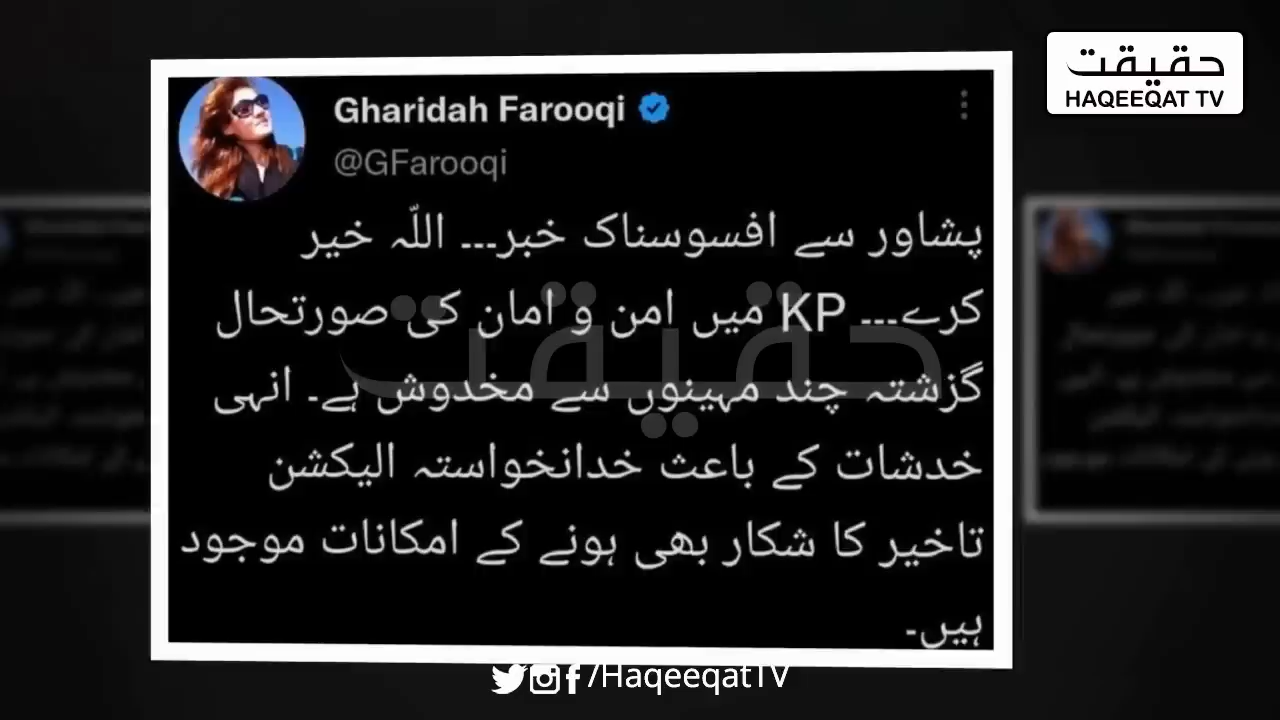 حقیقت
HAQEEQAT TV
Gharidah Farooqi
@GFarooqi
پشاور سے افسوسناک خبر۔۔۔ اللّہ خیر
کرے۔۔۔ KP میں امن و امان کی صورتحال
گزشتہ چند مہینوں سے مخدوش ہے۔ انہی
خدشات کے باعث خدانخواستہ الیکشن
تاخیر کا شکار بھی ہونے کے امکانات موجود
ہیں۔
حقیقت
/HaqeeqatTV